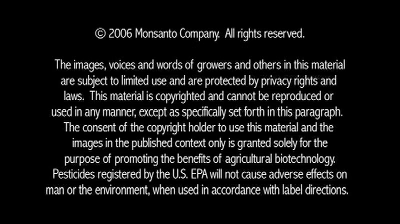 © 2006 Monsanto Company. All rights reserved.
The images, voices and words of growers and others in this material
are subject to limited use and are protected by privacy rights and
laws. This material is copyrighted and cannot be reproduced or
used in any manner, except as specifically set forth in this paragraph.
The consent of the copyright holder to use this material and the
images in the published context only is granted solely for the
purpose of promoting the benefits of agricultural biotechnology.
Pesticides registered by the U.S. EPA will not cause adverse effects on
man or the environment, when used in accordance with label directions.